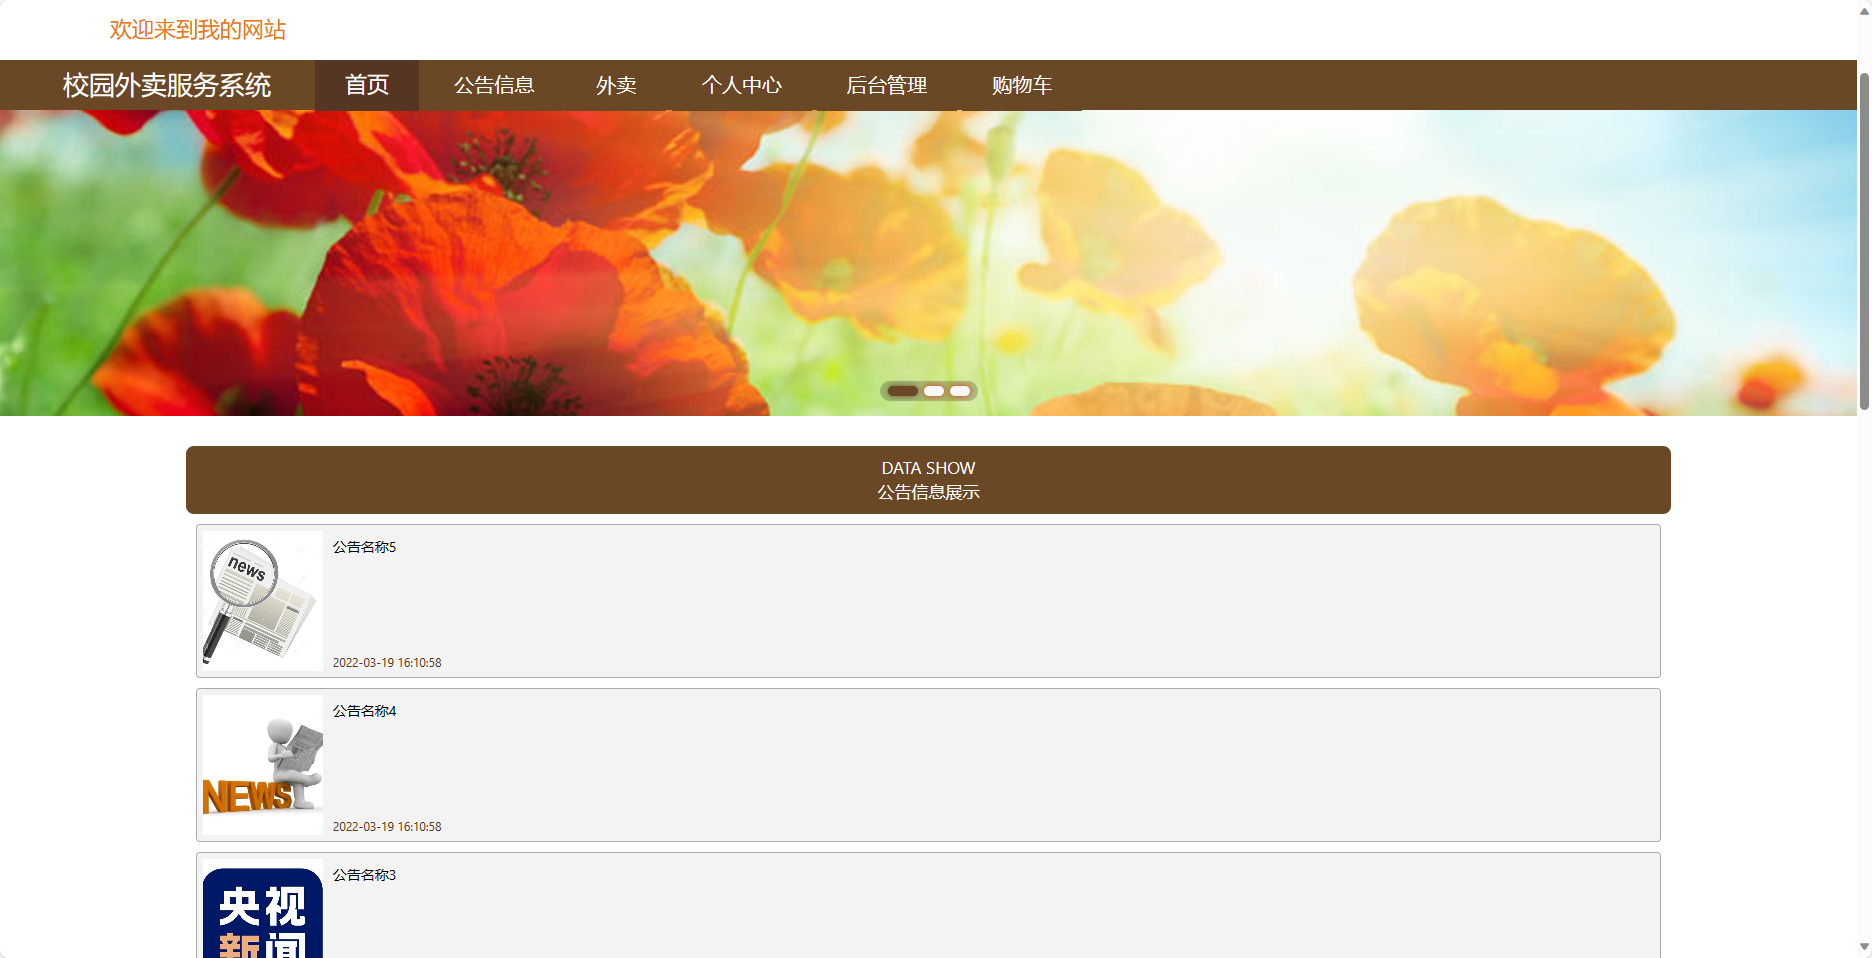 欢迎来到我的网站
校园外卖服务系统 首页 公告信息 外卖 个人中心 后台管理 购物车
DATA SHOW
公告信息展示
news
公告名称5
2022-03-19 16:10:58
NEWS
公告名称4
2022-03-19 16:10:58
央视
新闻
公告名称3